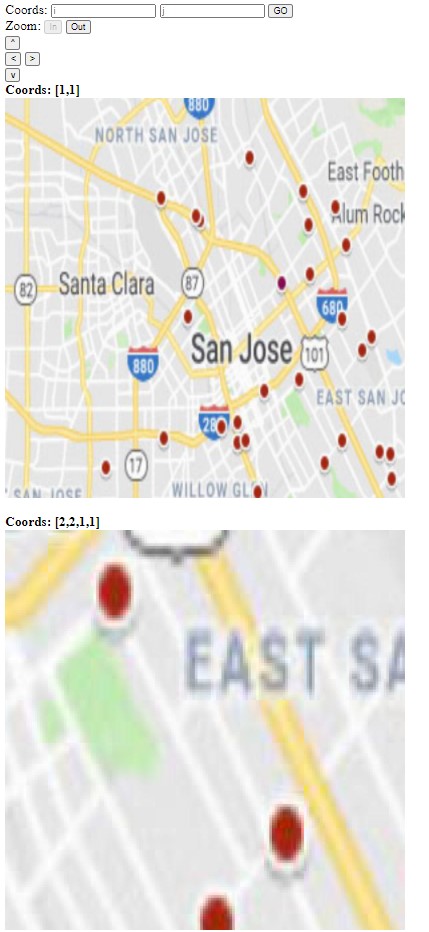 Coords: i j GO
Zoom: In Out
^
< >
v
Coords: [1,1]
880
NORTH SAN JOSE
East Footh
Alum Rock
82 Santa Clara 87
680
San Jose 101
880
EAST SAN JO
28
17
SAN JOSE WILLOW GLEN
Coords: [2,2,1,1]
EAST SA